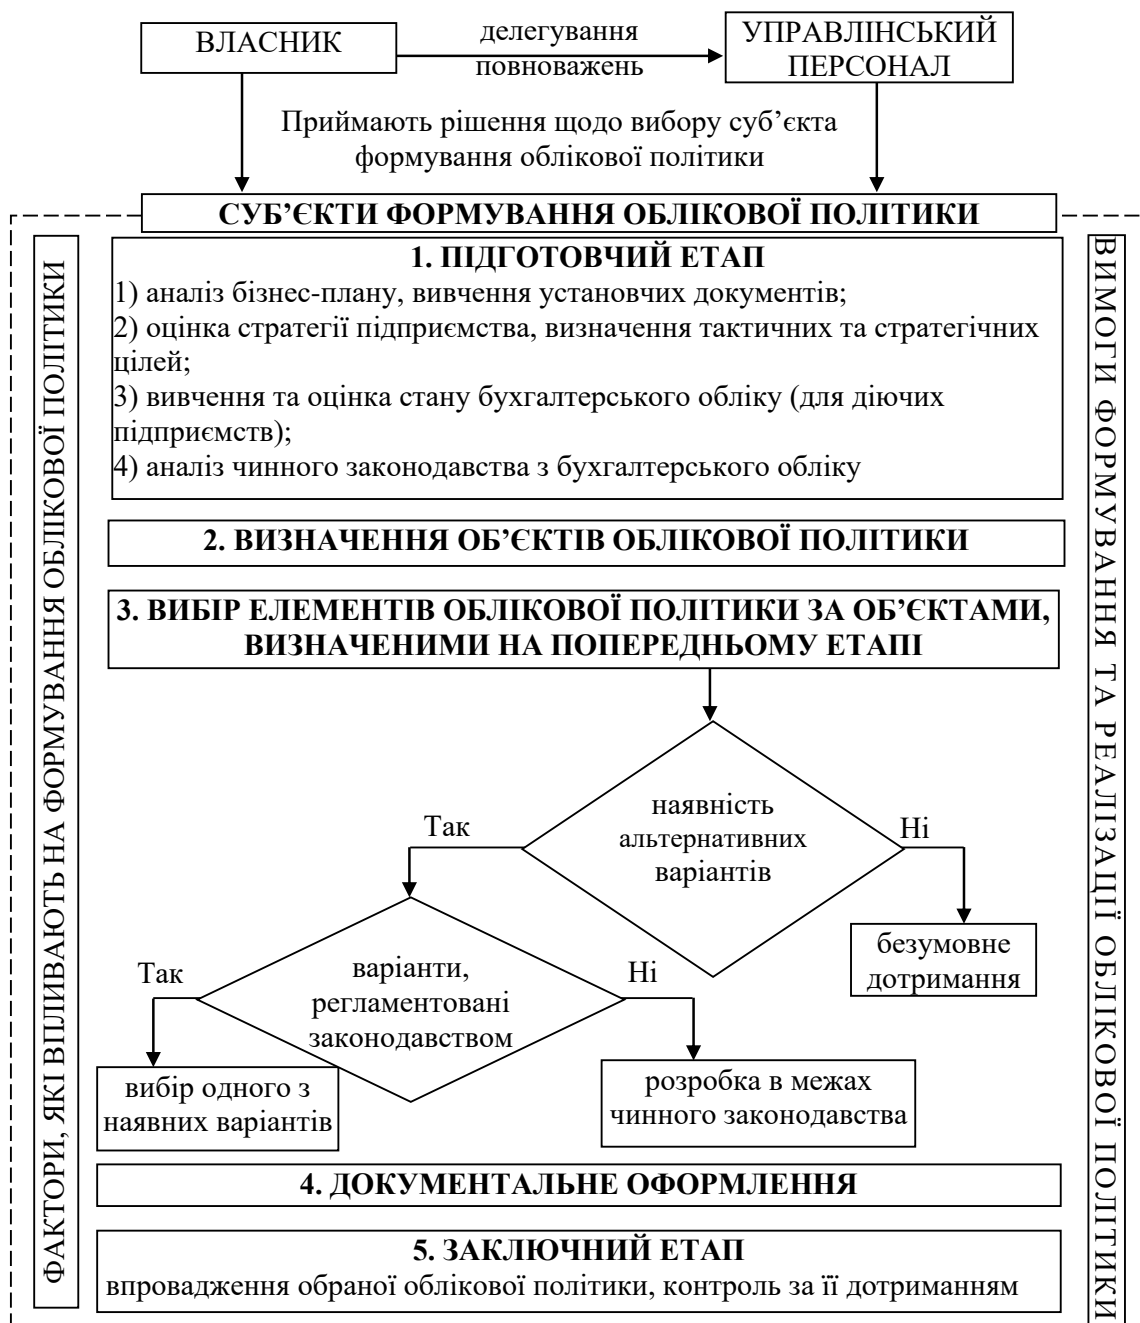 ВЛАСНИК
делегування
повноважень
УПРАВЛІНСЬКИЙ
ПЕРСОНАЛ
Приймають рішення щодо вибору суб’єкта
формування облікової політики
СУБ’ЄКТИ ФОРМУВАННЯ ОБЛІКОВОЇ ПОЛІТИКИ
ФАКТОРИ, ЯКІ ВПЛИВАЮТЬ НА ФОРМУВАННЯ ОБЛІКОВОЇ ПОЛІТИКИ
1. ПІДГОТОВЧИЙ ЕТАП
1) аналіз бізнес-плану, вивчення установчих документів;
2) оцінка стратегії підприємства, визначення тактичних та стратегічних
цілей;
3) вивчення та оцінка стану бухгалтерського обліку (для діючих
підприємств);
4) аналіз чинного законодавства з бухгалтерського обліку
2. ВИЗНАЧЕННЯ ОБ’ЄКТІВ ОБЛІКОВОЇ ПОЛІТИКИ
3. ВИБІР ЕЛЕМЕНТІВ ОБЛІКОВОЇ ПОЛІТИКИ ЗА ОБ’ЄКТАМИ,
ВИЗНАЧЕНИМИ НА ПОПЕРЕДНЬОМУ ЕТАПІ
наявність
альтернативних
варіантів
Так
Ні
безумовне
дотримання
варіанти,
регламентовані
законодавством
Так
Ні
вибір одного з
наявних варіантів
розробка в межах
чинного законодавства
4. ДОКУМЕНТАЛЬНЕ ОФОРМЛЕННЯ
5. ЗАКЛЮЧНИЙ ЕТАП
впровадження обраної облікової політики, контроль за її дотриманням
ВИМОГИ ФОРМУВАННЯ ТА РЕАЛІЗАЦІЇ ОБЛІКОВОЇ ПОЛІТИКИ